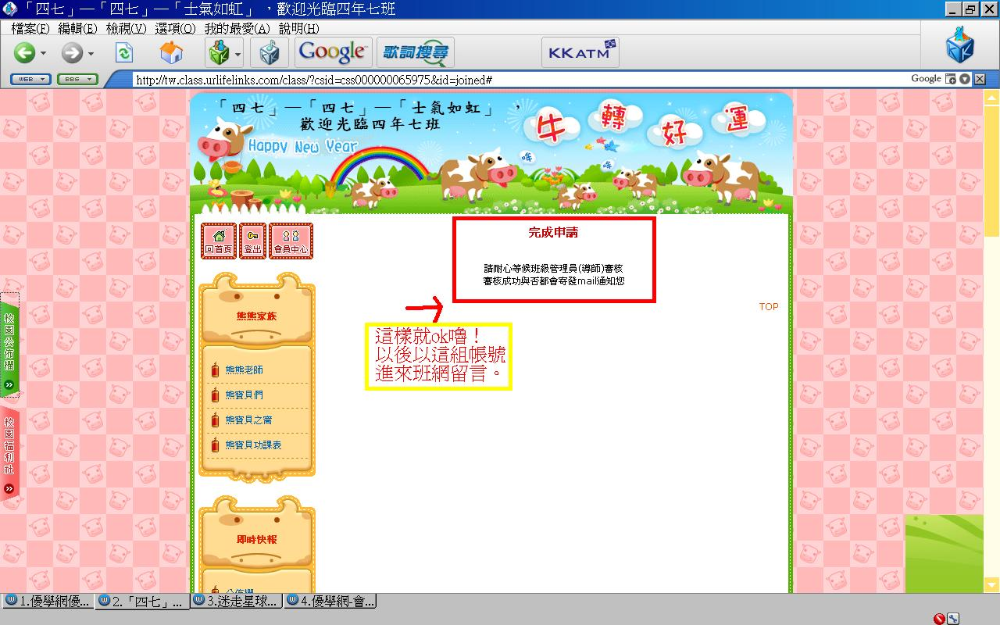 「四七」—「四七」—「士氣如虹」，歡迎光臨四年七班
檔案(F) 編輯(E) 檢視(V) 選項(O) 我的最愛(A) 說明(H)
Google 歌詞搜尋 KKATM
KK
WEB BBS http://tw.class.urlifelinks.com/class/?csid=css000000065975&id=joined# Google
「四七」—「四七」—「士氣如虹」，
歡迎光臨四年七班
牛轉好運
Happy New Year
哞
哞
回首頁 登出 會員中心
完成申請
請耐心等候班級管理員(導師)審核
審核成功與否都會寄發mail通知您
TOP
這樣就ok嚕！
以後以這組帳號
進來班網留言。
熊熊家族
熊熊老師
熊寶貝們
熊寶貝之窩
熊寶貝功課表
即時快報
公佈欄
校園公佈欄
校園福利社
1.優學網優... 2.「四七」... 3.迷走星球... 4.優學網-會...